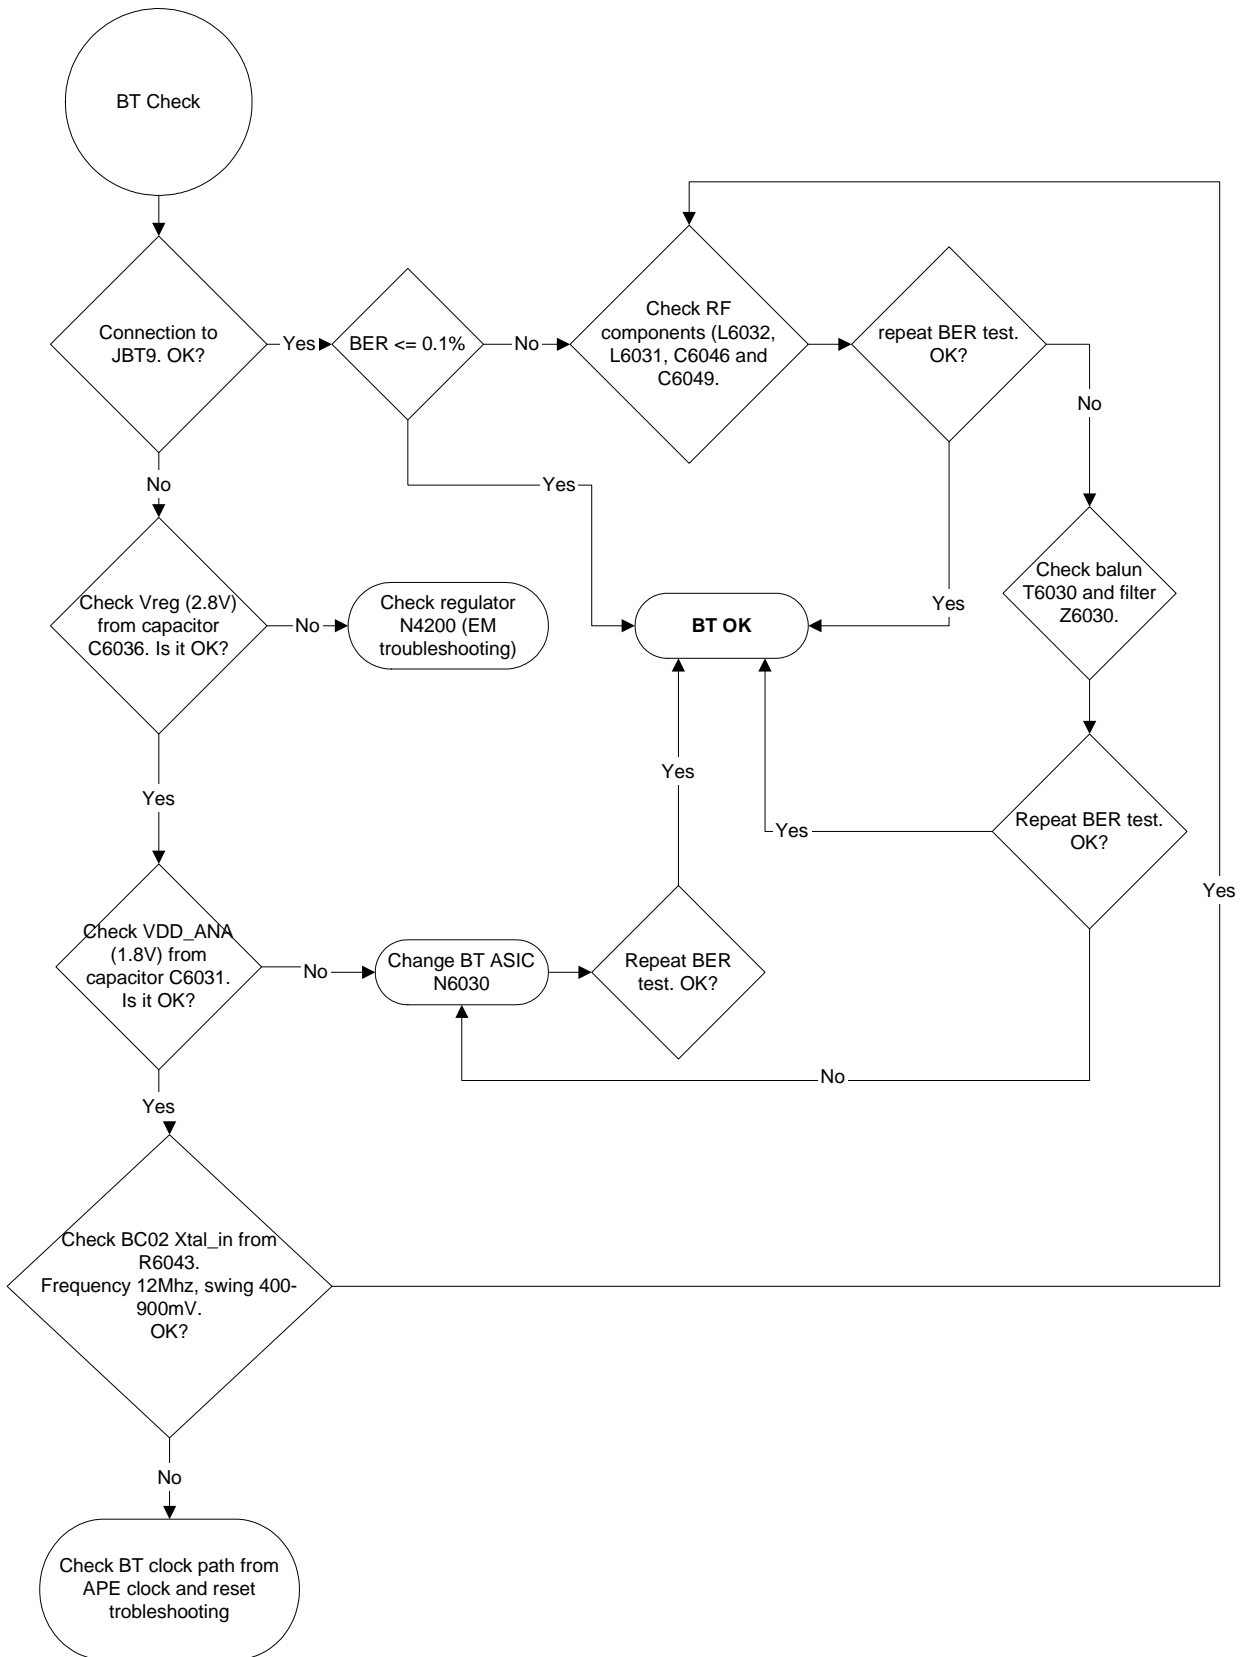 BT Check
Connection to
JBT9. OK?
Yes
BER <= 0.1%
No
Check RF
components (L6032,
L6031, C6046 and
C6049.
repeat BER test.
OK?
No
No
Yes
Check Vreg (2.8V)
from capacitor
C6036. Is it OK?
No
Check regulator
N4200 (EM
troubleshooting)
BT OK
Yes
Check balun
T6030 and filter
Z6030.
Yes
Yes
Yes
Repeat BER test.
OK?
Yes
Check VDD_ANA
(1.8V) from
capacitor C6031.
Is it OK?
No
Change BT ASIC
N6030
Repeat BER
test. OK?
No
Yes
Check BC02 Xtal_in from
R6043.
Frequency 12Mhz, swing 400-
900mV.
OK?
No
Check BT clock path from
APE clock and reset
trobleshooting